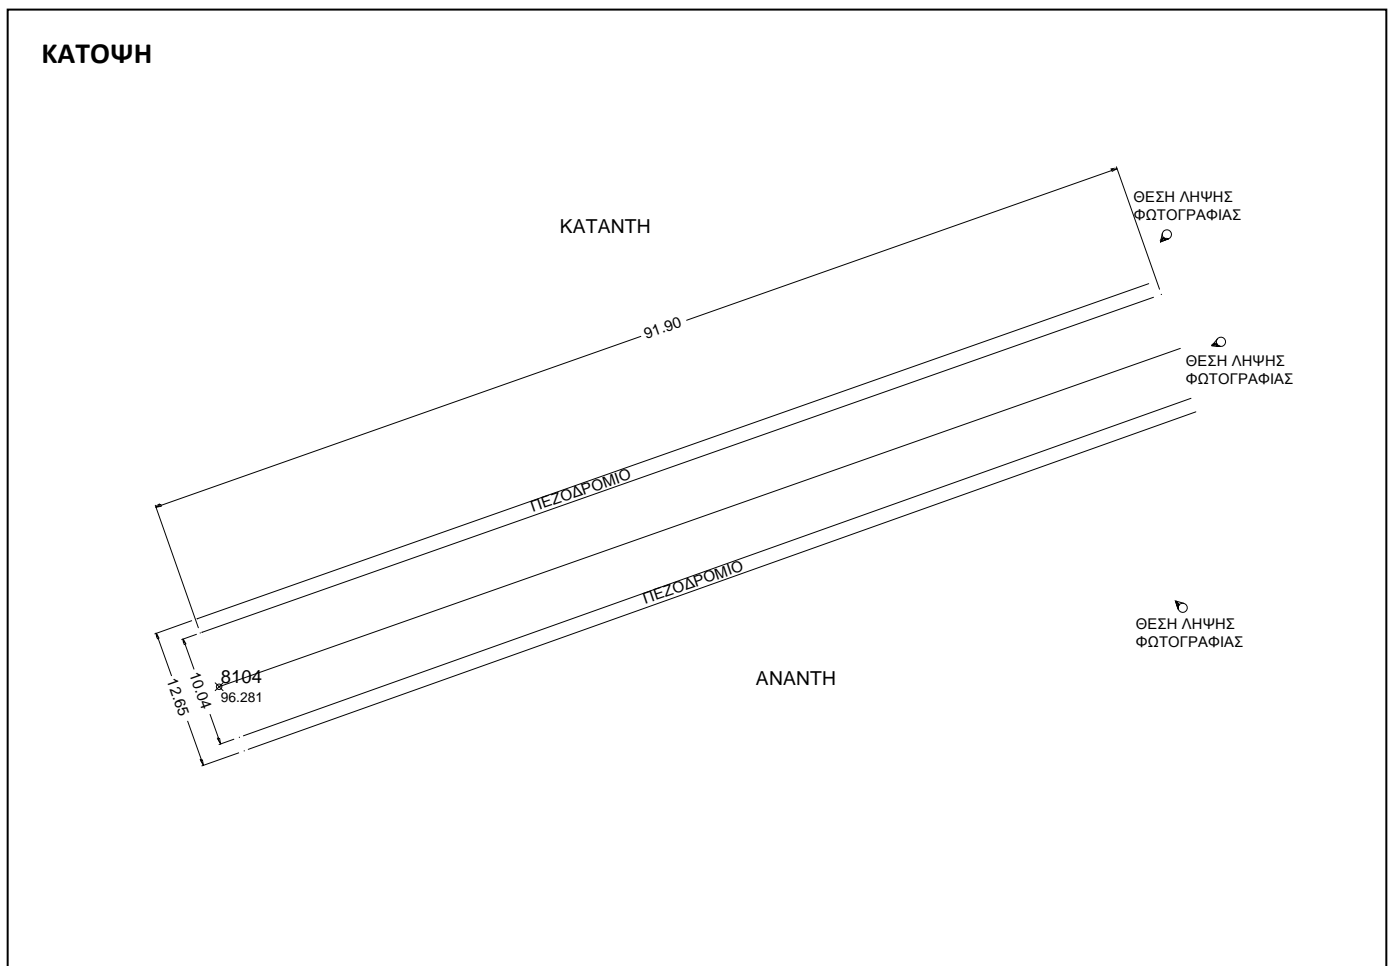 ΚΑΤΟΨΗ
ΘΕΣΗ ΛΗΨΗΣ
ΦΩΤΟΓΡΑΦΙΑΣ
ΚΑΤΑΝΤΗ
91.90
ΘΕΣΗ ΛΗΨΗΣ
ΦΩΤΟΓΡΑΦΙΑΣ
ΠΕΖΟΔΡΟΜΙΟ
ΠΕΖΟΔΡΟΜΙΟ
ΘΕΣΗ ΛΗΨΗΣ
ΦΩΤΟΓΡΑΦΙΑΣ
8104
96.281
10.04
12.65
ΑΝΑΝΤΗ